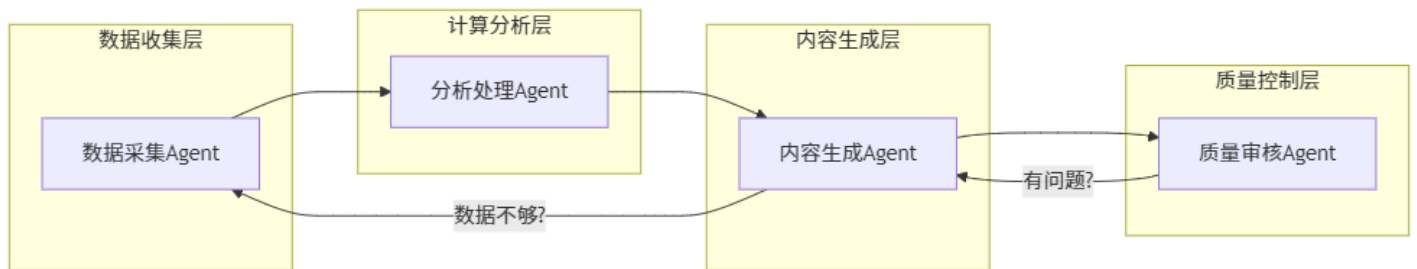 数据收集层
数据采集Agent
计算分析层
分析处理Agent
内容生成层
内容生成Agent
质量控制层
质量审核Agent
数据不够?
有问题?